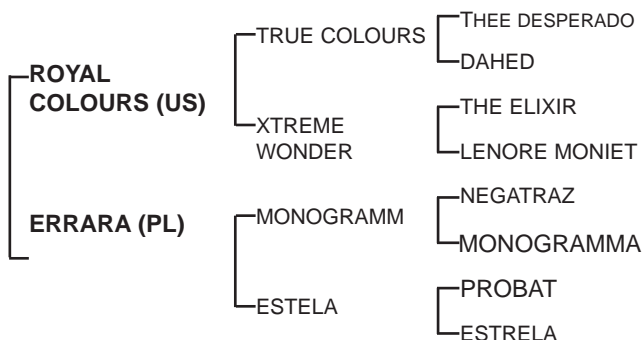 THEE DESPERADO
TRUE COLOURS
DAHED
ROYAL
COLOURS (US)
THE ELIXIR
XTREME
WONDER
LENORE MONIET
NEGATRAZ
ERRARA (PL)
MONOGRAMM
MONOGRAMMA
PROBAT
ESTELA
ESTRELA